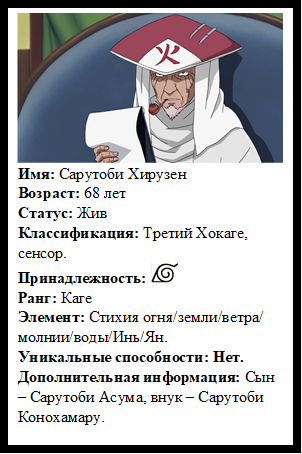 火
Имя: Сарутоби Хирузен
Возраст: 68 лет
Статус: Жив
Классификация: Третий Хокаге,
сенсор.
Принадлежность:
Ранг: Каге
Элемент: Стихия огня/земли/ветра/
молнии/воды/Инь/Ян.
Уникальные способности: Нет.
Дополнительная информация: Сын
– Сарутоби Асума, внук – Сарутоби
Конохамару.